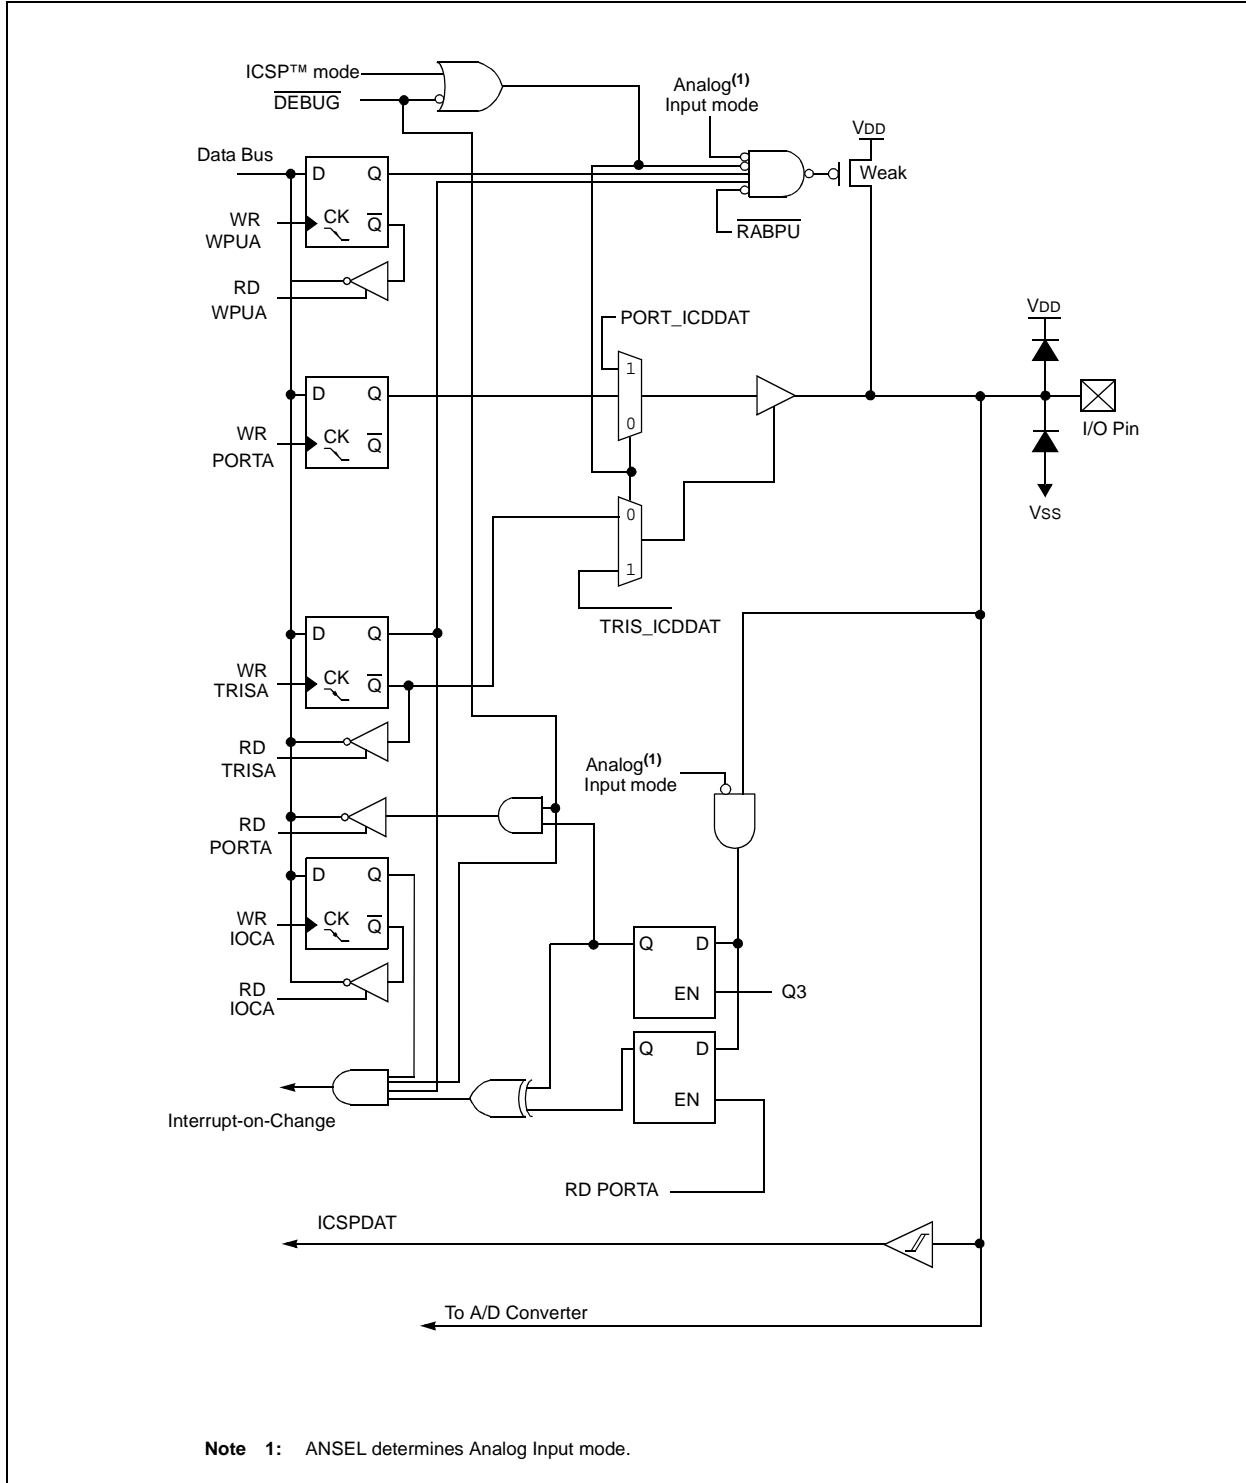 ICSP™ mode
DEBUG
Analog(1)
Input mode
VDD
Data Bus
D Q
Weak
WR
WPUA
CK Q
RABPU
RD
WPUA
PORT_ICDDAT
VDD
1
D Q
0
WR
PORTA
CK Q
I/O Pin
0
VSS
1
TRIS_ICDDAT
D Q
WR
TRISA
CK Q
RD
TRISA
Analog(1)
Input mode
RD
PORTA
D Q
WR
IOCA
CK Q
Q D
EN
Q3
RD
IOCA
Q D
EN
Interrupt-on-Change
RD PORTA
ICSPDAT
To A/D Converter
Note 1: ANSEL determines Analog Input mode.